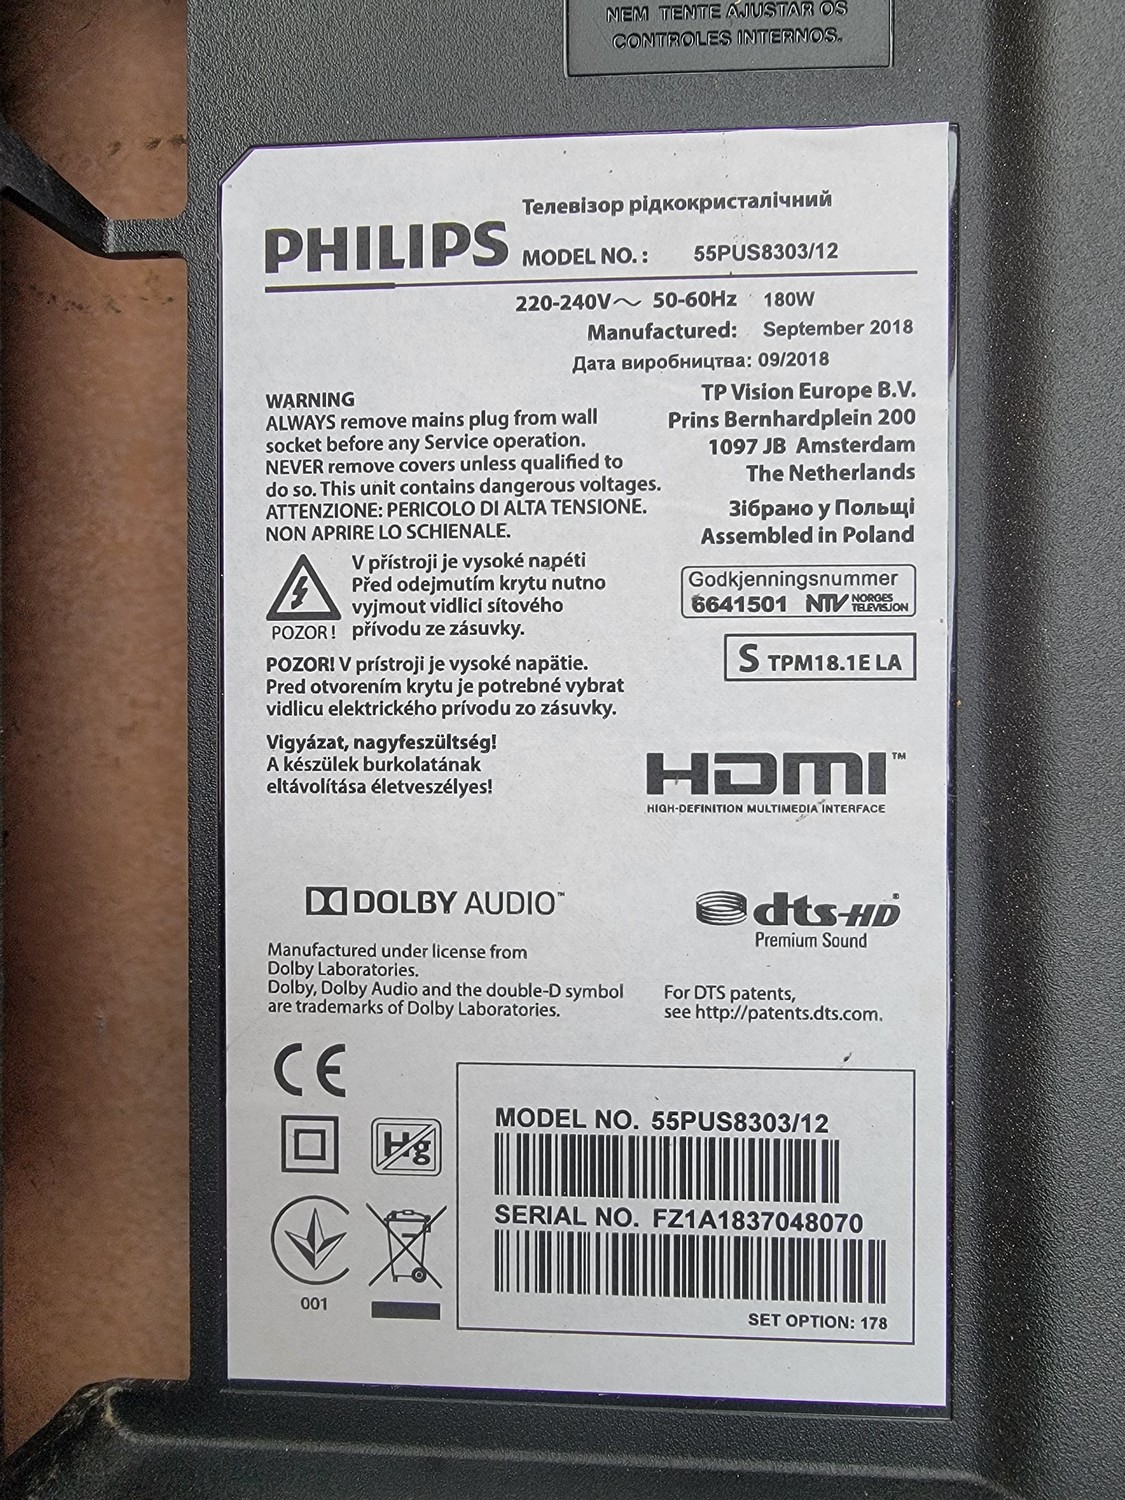 NEM TENTE AJUSTAR OS
CONTROLES INTERNOS.
Телевізор рідкокристалічний
PHILIPS MODEL NO. : 55PUS8303/12
220-240V~ 50-60Hz 180W
Manufactured: September 2018
Дата виробництва: 09/2018
WARNING
ALWAYS remove mains plug from wall
socket before any Service operation.
NEVER remove covers unless qualified to
do so. This unit contains dangerous voltages.
ATTENZIONE: PERICOLO DI ALTA TENSIONE.
NON APRIRE LO SCHIENALE.
TP Vision Europe B.V.
Prins Bernhardplein 200
1097 JB Amsterdam
The Netherlands
Зібрано у Польщі
Assembled in Poland
V přístroji je vysoké napéti
Před odejmutím krytu nutno
vyjmout vidlici sítového
POZOR! přívodu ze zásuvky.
Godkjenningsnummer
6641501 NTV NORGES
TELEVISJON
S TPM18.1E LA
POZOR! V prístroji je vysoké napätie.
Pred otvorením krytu je potrebné vybrat
vidlicu elektrického prívodu zo zásuvky.
Vigyázat, nagyfeszültség!
A készülek burkolatának
eltávolítása életveszélyes!
HDMI™
HIGH-DEFINITION MULTIMEDIA INTERFACE
DOLBY AUDIO™
Manufactured under license from
Dolby Laboratories.
Dolby, Dolby Audio and the double-D symbol
are trademarks of Dolby Laboratories.
dts-HD®
Premium Sound
For DTS patents,
see http://patents.dts.com.
CE
Hg
001
MODEL NO. 55PUS8303/12
SERIAL NO. FZ1A1837048070
SET OPTION: 178